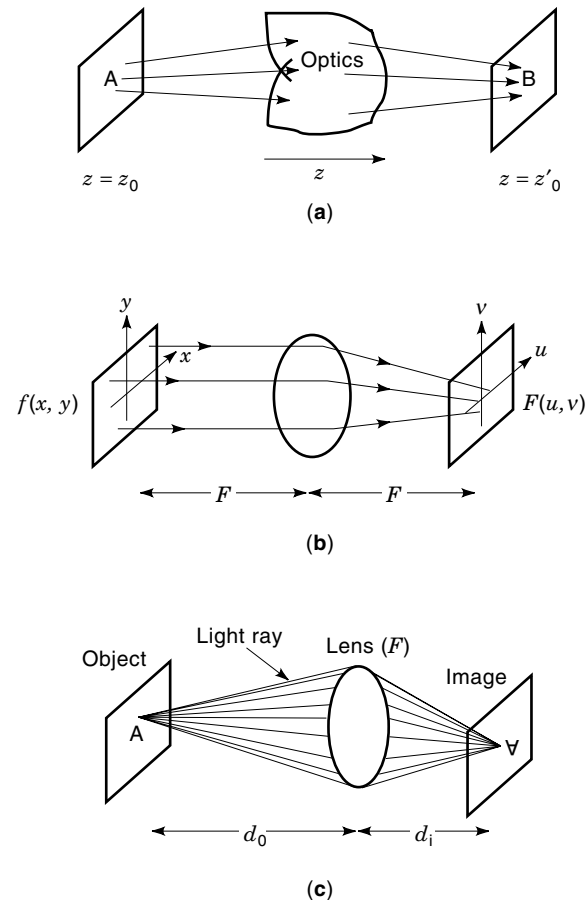 A
Optics
B
z = z0
z
z = z′0
(a)
y
v
x
u
f(x, y)
F(u, v)
F
F
(b)
Light ray
Lens (F)
Object
Image
A
∀
d0
di
(c)